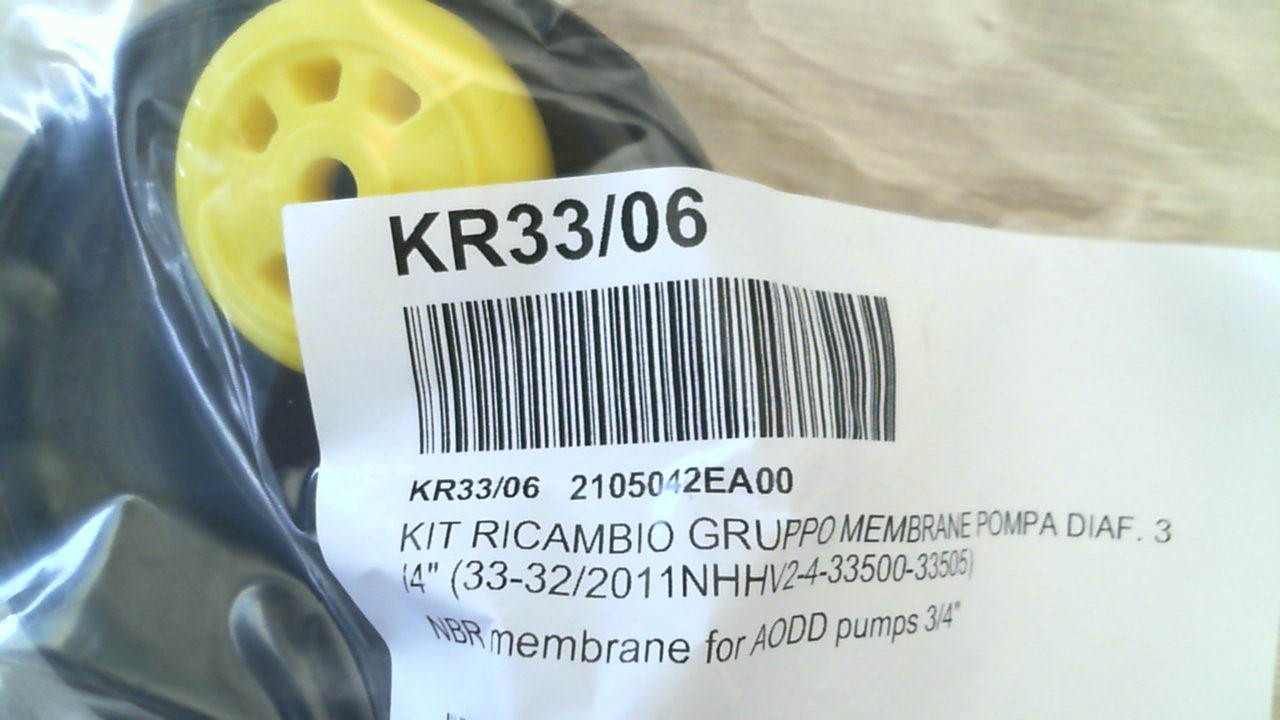 KR33/06
KR33/06 2105042EA00
KIT RICAMBIO GRUPPO MEMBRANE POMPA DIAF. 3
/4" (33-32/2011NHHV2-4-33500-33505)
NBR membrane for AODD pumps 3/4"